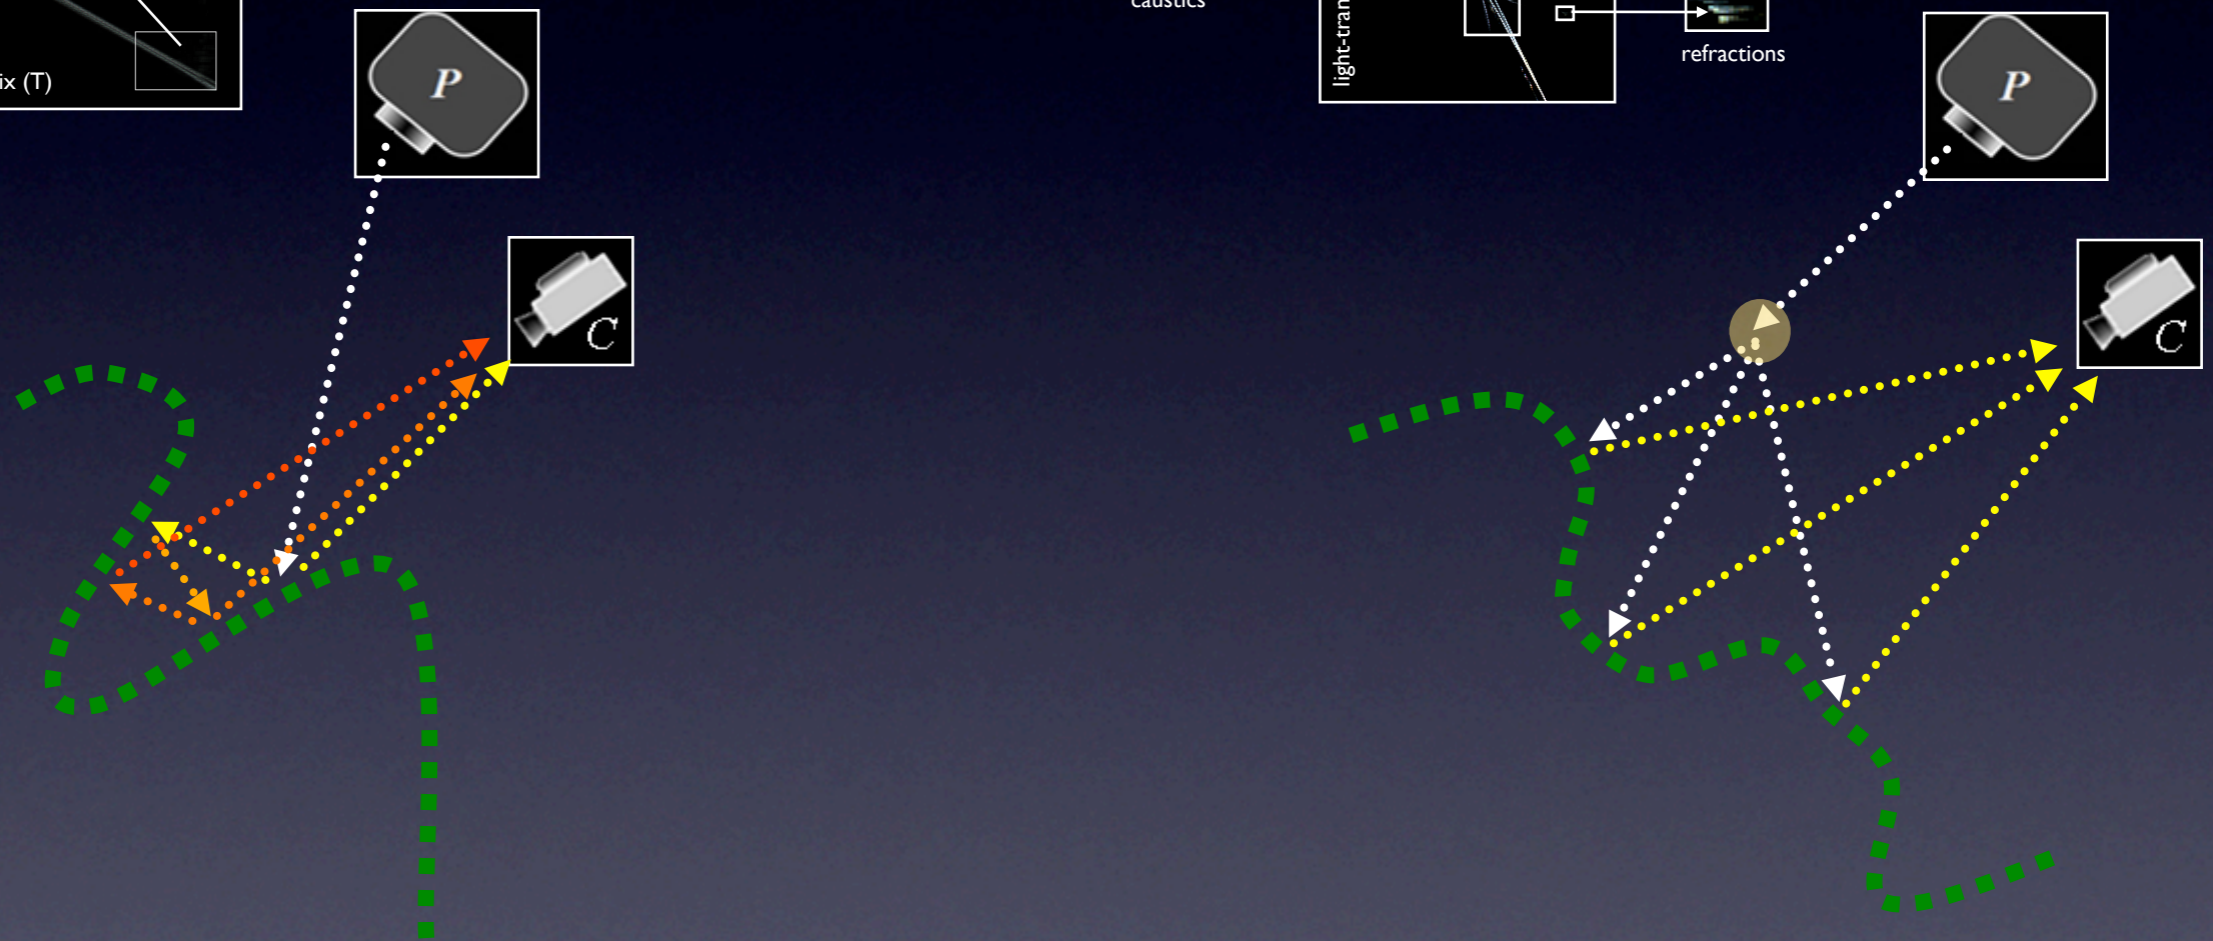 caustics
light-tran
refractions
ix (T)
P
P
C
C